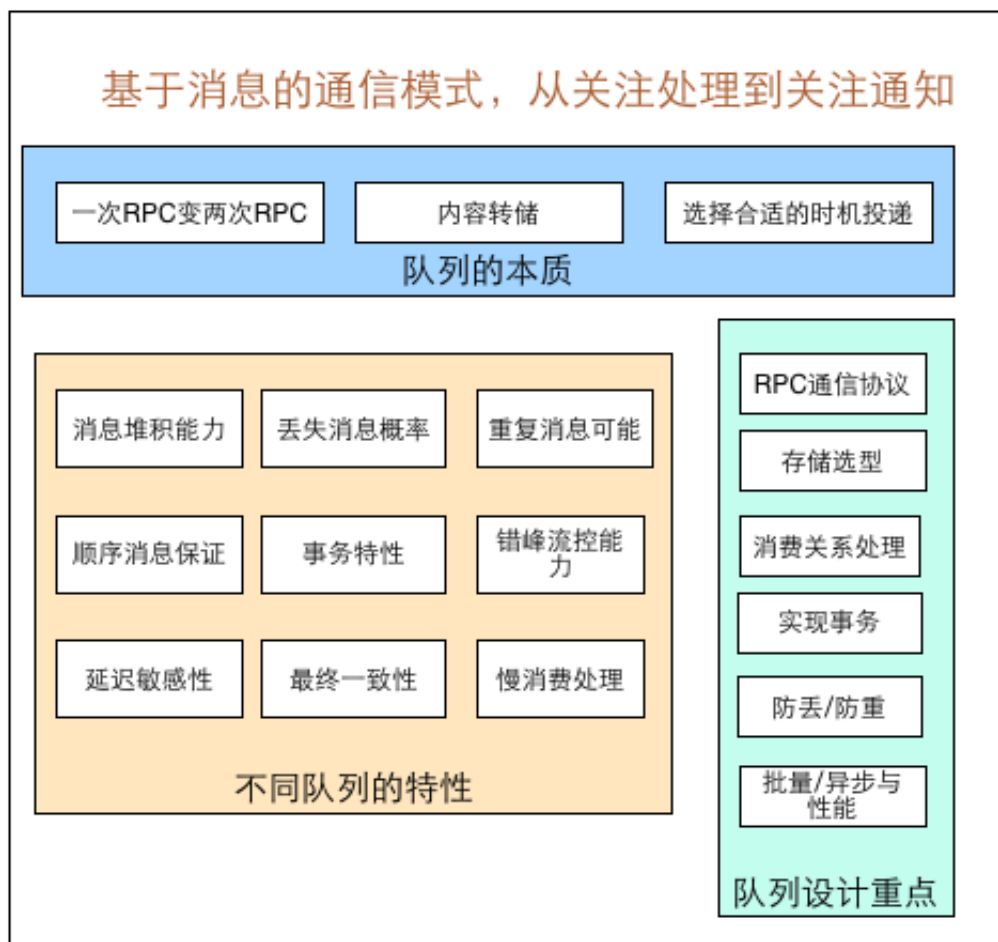 基于消息的通信模式，从关注处理到关注通知
一次RPC变两次RPC
内容转储
选择合适的时机投递
队列的本质
消息堆积能力
丢失消息概率
重复消息可能
顺序消息保证
事务特性
错峰流控能
力
延迟敏感性
最终一致性
慢消费处理
不同队列的特性
RPC通信协议
存储选型
消费关系处理
实现事务
防丢/防重
批量/异步与
性能
队列设计重点